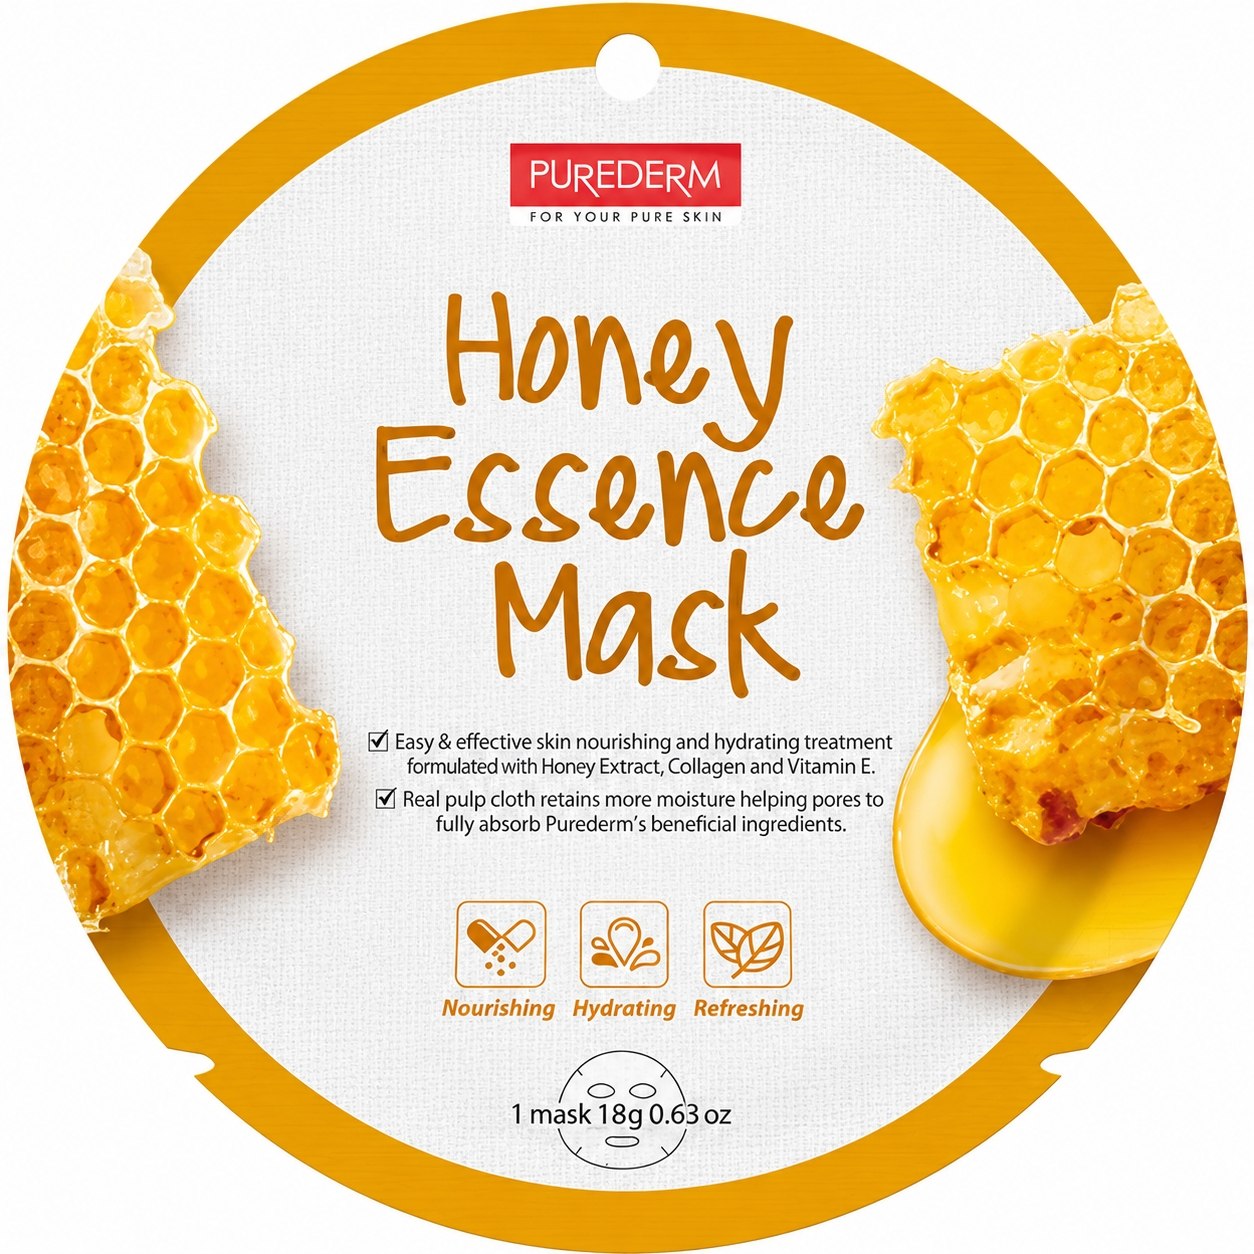 PUREDERM
FOR YOUR PURE SKIN
Honey
Essence
Mask
Easy & effective skin nourishing and hydrating treatment
formulated with Honey Extract, Collagen and Vitamin E.
Real pulp cloth retains more moisture helping pores to
fully absorb Purederm's beneficial ingredients.
Nourishing Hydrating Refreshing
1 mask 18g 0.63 oz